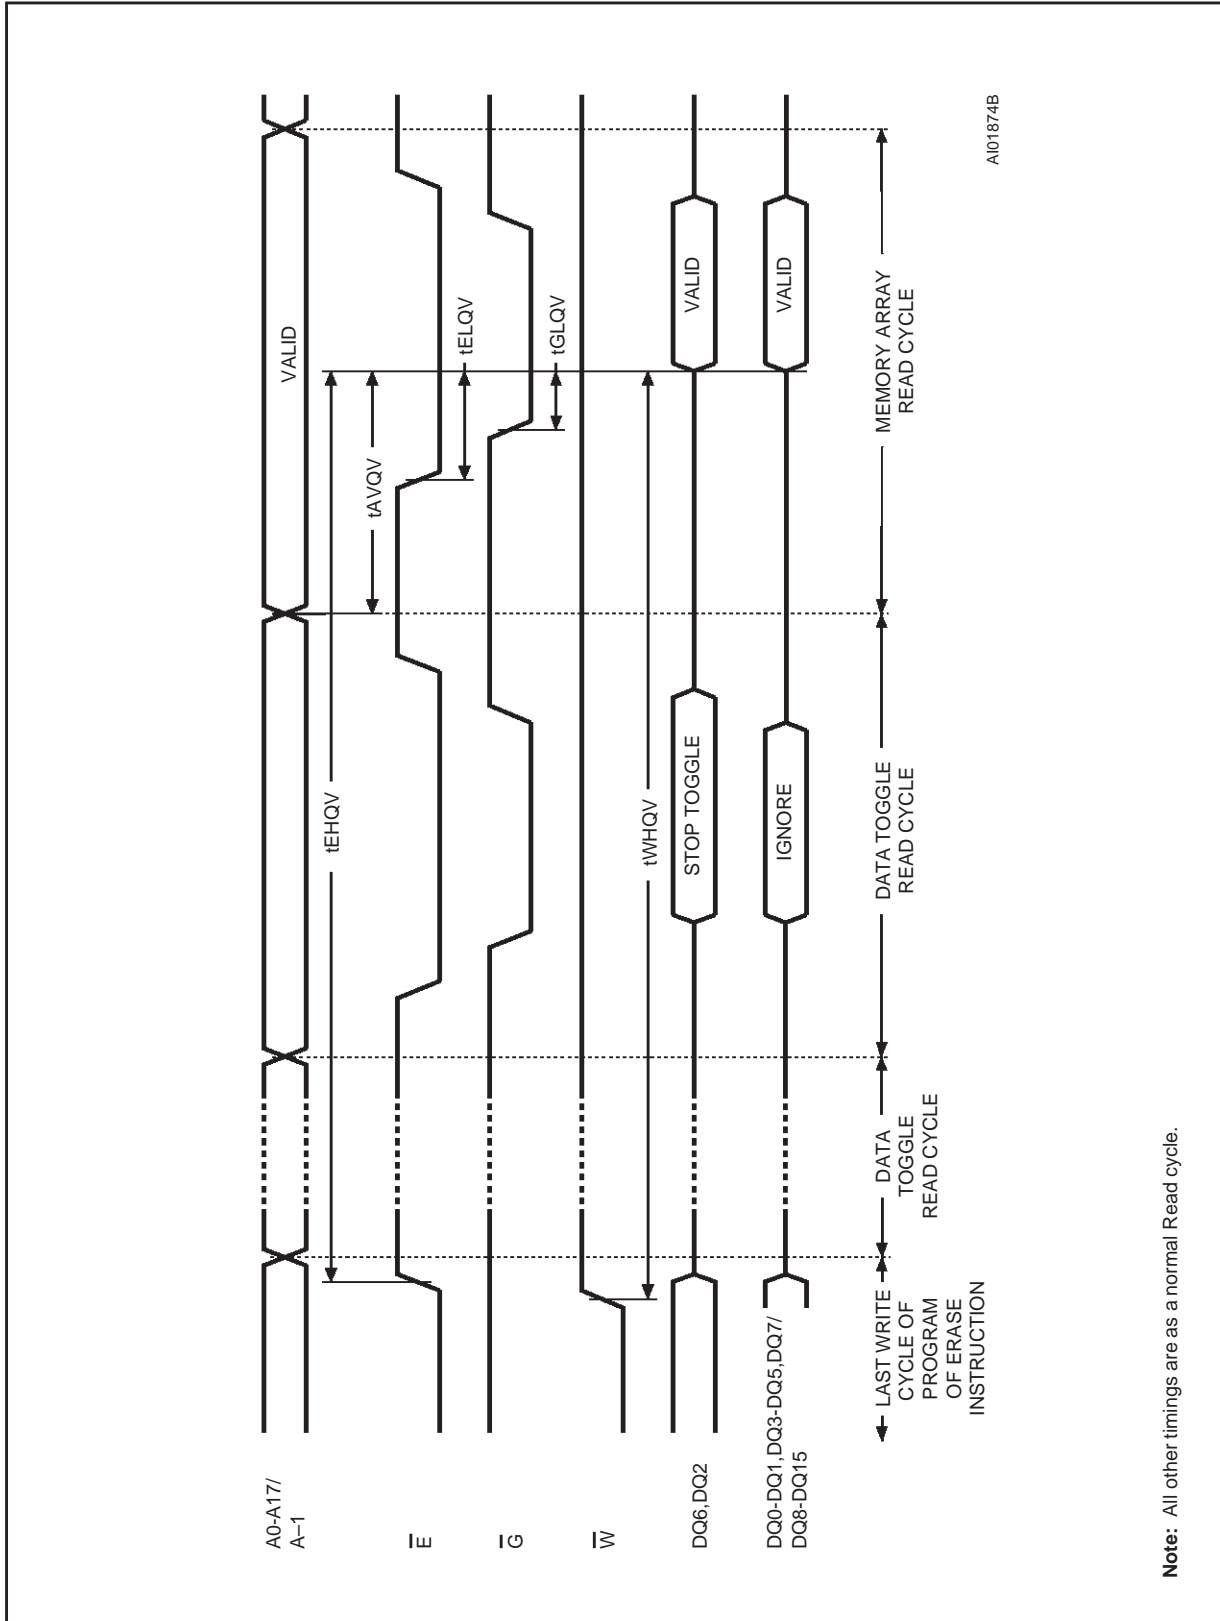 A0-A17/
A–1
E
G
W
DQ6,DQ2
DQ0-DQ1,DQ3-DQ5,DQ7/
DQ8-DQ15
VALID
tEHQV
tAVQV
tELQV
tGLQV
tWHQV
STOP TOGGLE
VALID
IGNORE
VALID
LAST WRITE
CYCLE OF
PROGRAM
OF ERASE
INSTRUCTION
DATA
TOGGLE
READ CYCLE
DATA TOGGLE
READ CYCLE
MEMORY ARRAY
READ CYCLE
AI01874B
Note: All other timings are as a normal Read cycle.